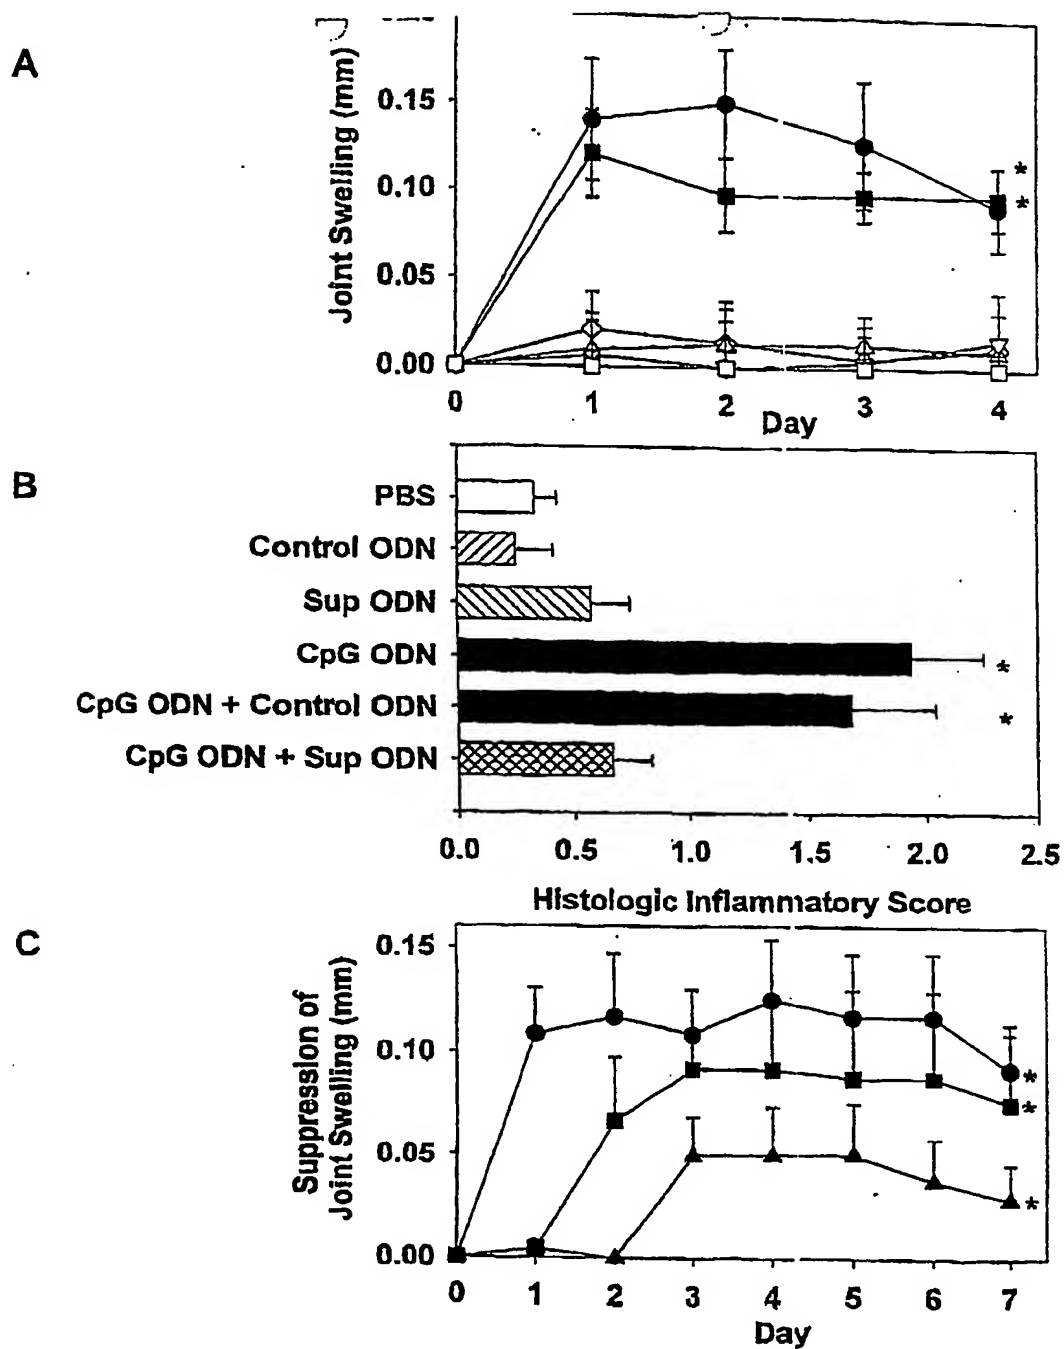 A
Joint Swelling (mm)
0.15
0.10
0.05
0.00
*
*
0 1 2 3 4
Day
B
PBS
Control ODN
Sup ODN
CpG ODN
*
CpG ODN + Control ODN
*
CpG ODN + Sup ODN
0.0 0.5 1.0 1.5 2.0 2.5
Histologic Inflammatory Score
C
Suppression of
Joint Swelling (mm)
0.15
0.10
0.05
0.00
*
*
*
0 1 2 3 4 5 6 7
Day